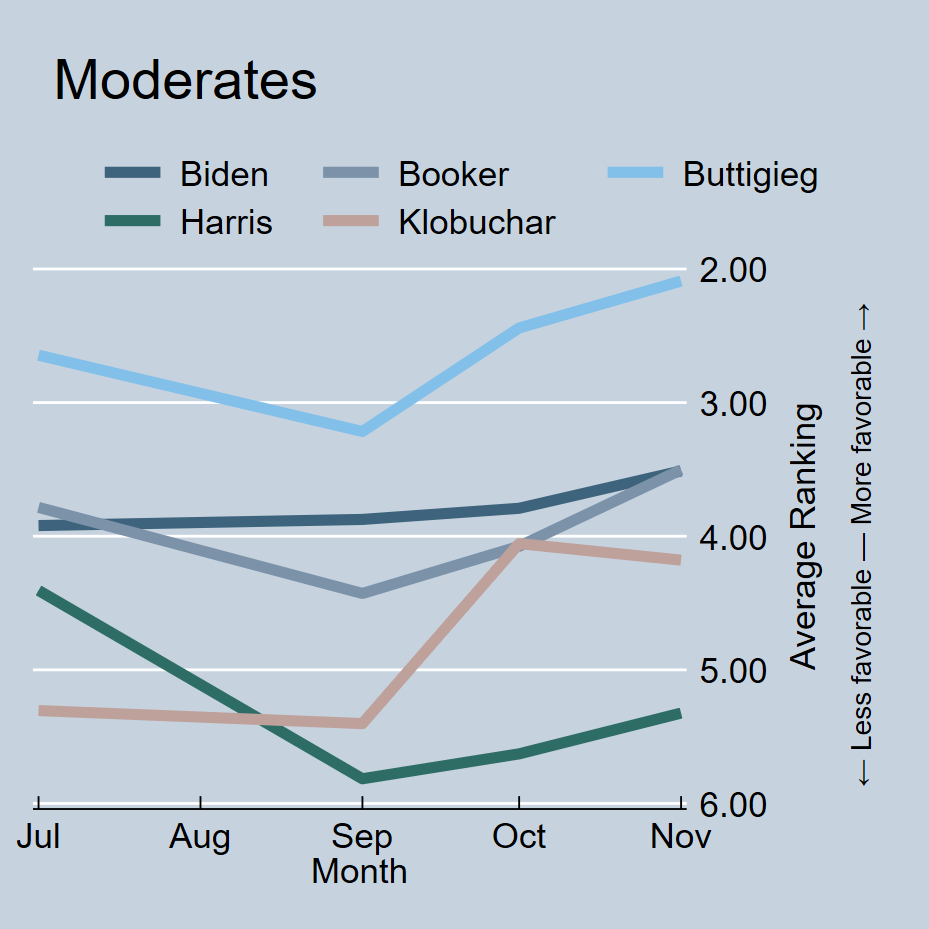 Moderates
Biden Booker Buttigieg
Harris Klobuchar
2.00
3.00
4.00
5.00
6.00
Average Ranking
← Less favorable — More favorable →
Jul Aug Sep Oct Nov
Month